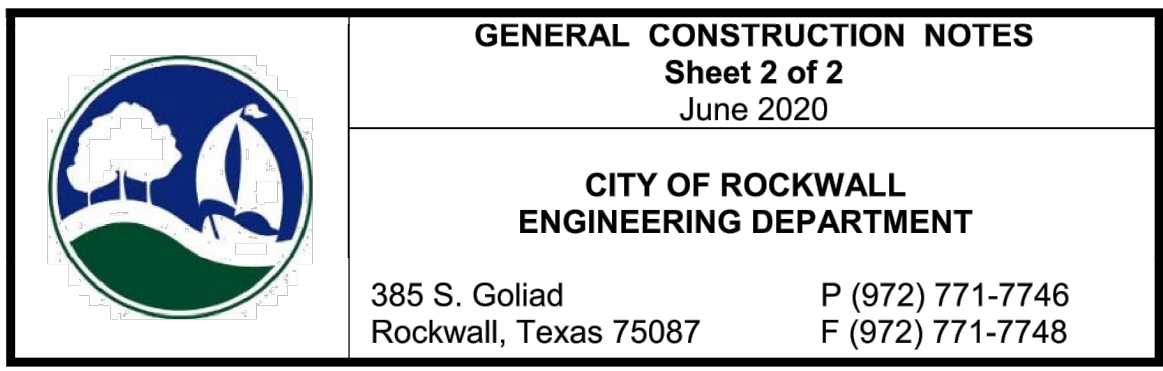 GENERAL CONSTRUCTION NOTES
Sheet 2 of 2
June 2020
CITY OF ROCKWALL
ENGINEERING DEPARTMENT
385 S. Goliad P (972) 771-7746
Rockwall, Texas 75087 F (972) 771-7748